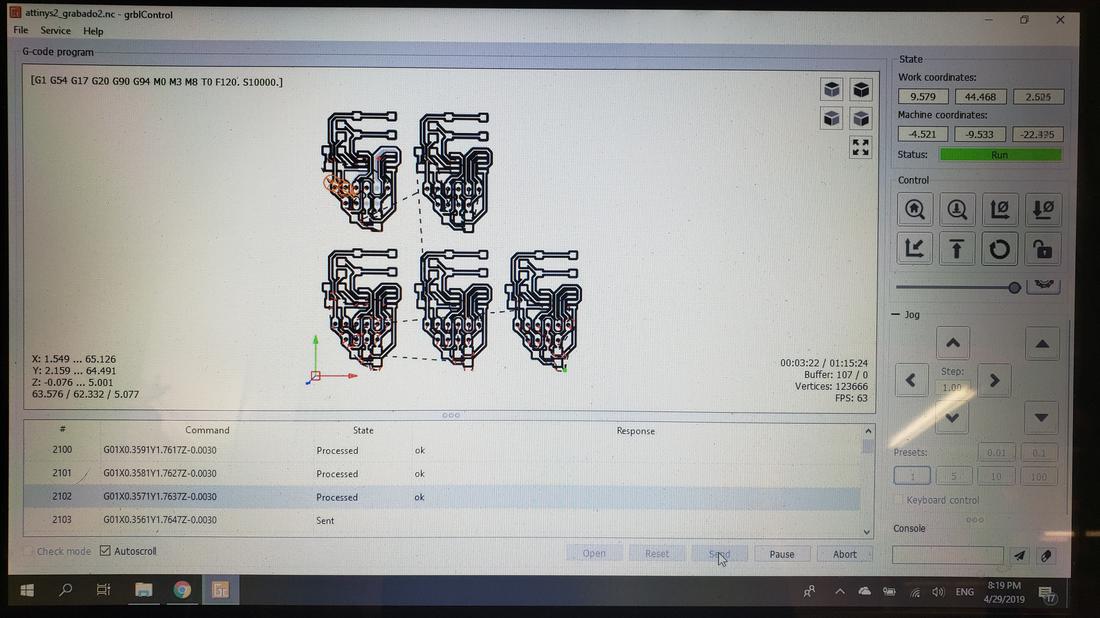 attinys2_grabado2.nc - grblControl
File Service Help
G-code program
[G1 G54 G17 G20 G90 G94 M0 M3 M8 T0 F120. S10000.]
X: 1.549 ... 65.126
Y: 2.159 ... 64.491
Z: -0.076 ... 5.001
63.576 / 62.332 / 5.077
00:03:22 / 01:15:24
Buffer: 107 / 0
Vertices: 123666
FPS: 63
# Command State Response
2100 G01X0.3591Y1.7617Z-0.0030 Processed ok
2101 G01X0.3581Y1.7627Z-0.0030 Processed ok
2102 G01X0.3571Y1.7637Z-0.0030 Processed ok
2103 G01X0.3561Y1.7647Z-0.0030 Sent
Check mode Autoscroll Open Reset Send Pause Abort
State
Work coordinates:
9.579 44.468
Machine coordinates:
-4.521 -9.533
Status: Run
Control
Jog
Step:
1.00
Presets: 0.01 0.1
1 5 10 100
Keyboard control
Console
ENG
8:19 PM
4/29/2019
17